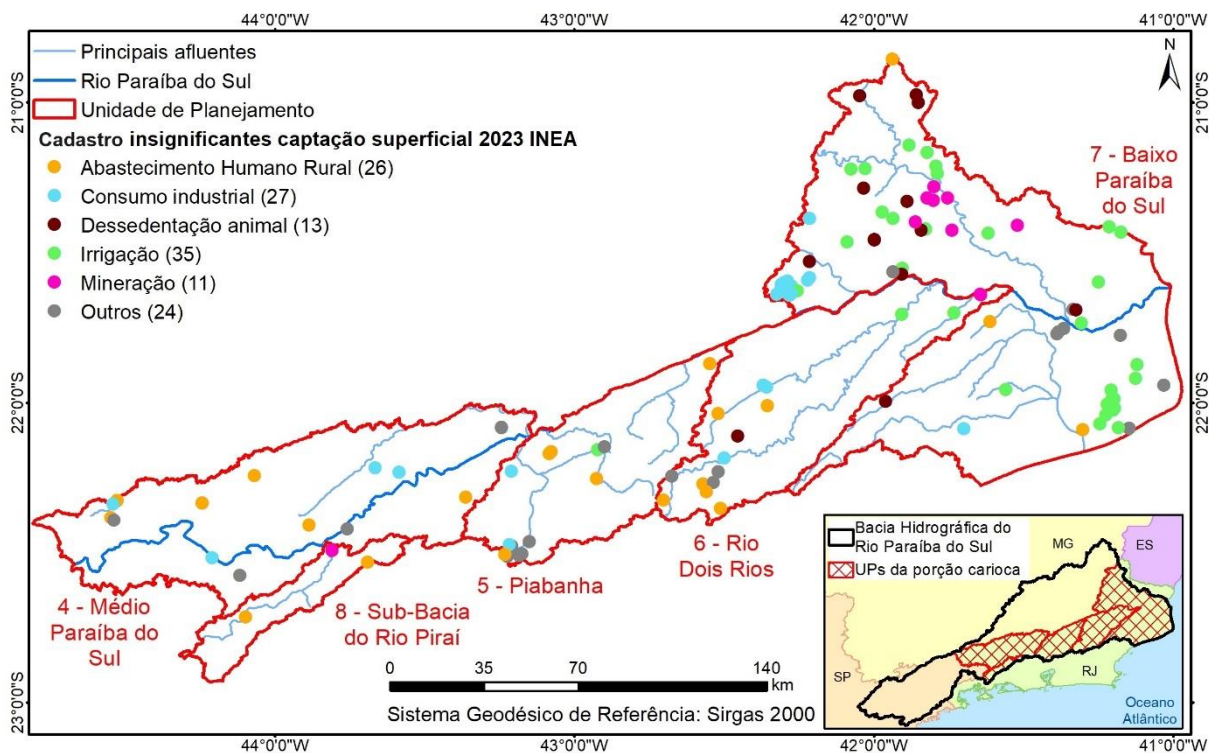 44°0'0"W
43°0'0"W
42°0'0"W
41°0'0"W
Principais afluentes
Rio Paraíba do Sul
Unidade de Planejamento
Cadastro insignificantes captação superficial 2023 INEA
Abastecimento Humano Rural (26)
Consumo industrial (27)
Dessedentação animal (13)
Irrigação (35)
Mineração (11)
Outros (24)
N
21°0'0"S
21°0'0"S
7 - Baixo
Paraíba
do Sul
22°0'0"S
22°0'0"S
6 - Rio
Dois Rios
5 - Piabanha
4 - Médio
Paraíba do
Sul
8 - Sub-Bacia
do Rio Piraí
0 35 70 140
km
Sistema Geodésico de Referência: Sirgas 2000
Bacia Hidrográfica do
Rio Paraíba do Sul
UPs da porção carioca
MG
ES
SP
RJ
Oceano
Atlântico
23°0'0"S
23°0'0"S
44°0'0"W
43°0'0"W
42°0'0"W
41°0'0"W